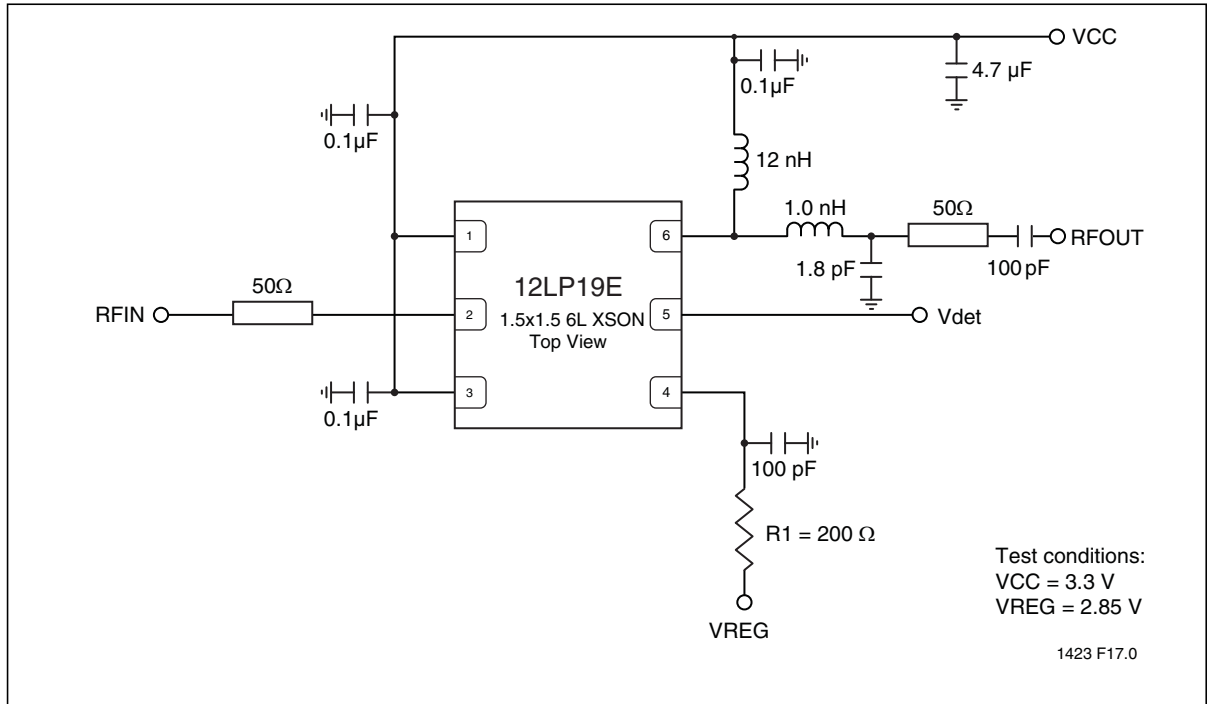 VCC
0.1µF
4.7 µF
0.1µF
12 nH
1.0 nH
50Ω
RFOUT
1
6
1.8 pF
100 pF
50Ω
12LP19E
RFIN
2
1.5x1.5 6L XSON
5
Vdet
Top View
3
4
0.1µF
100 pF
R1 = 200 Ω
Test conditions:
VCC = 3.3 V
VREG = 2.85 V
VREG
1423 F17.0